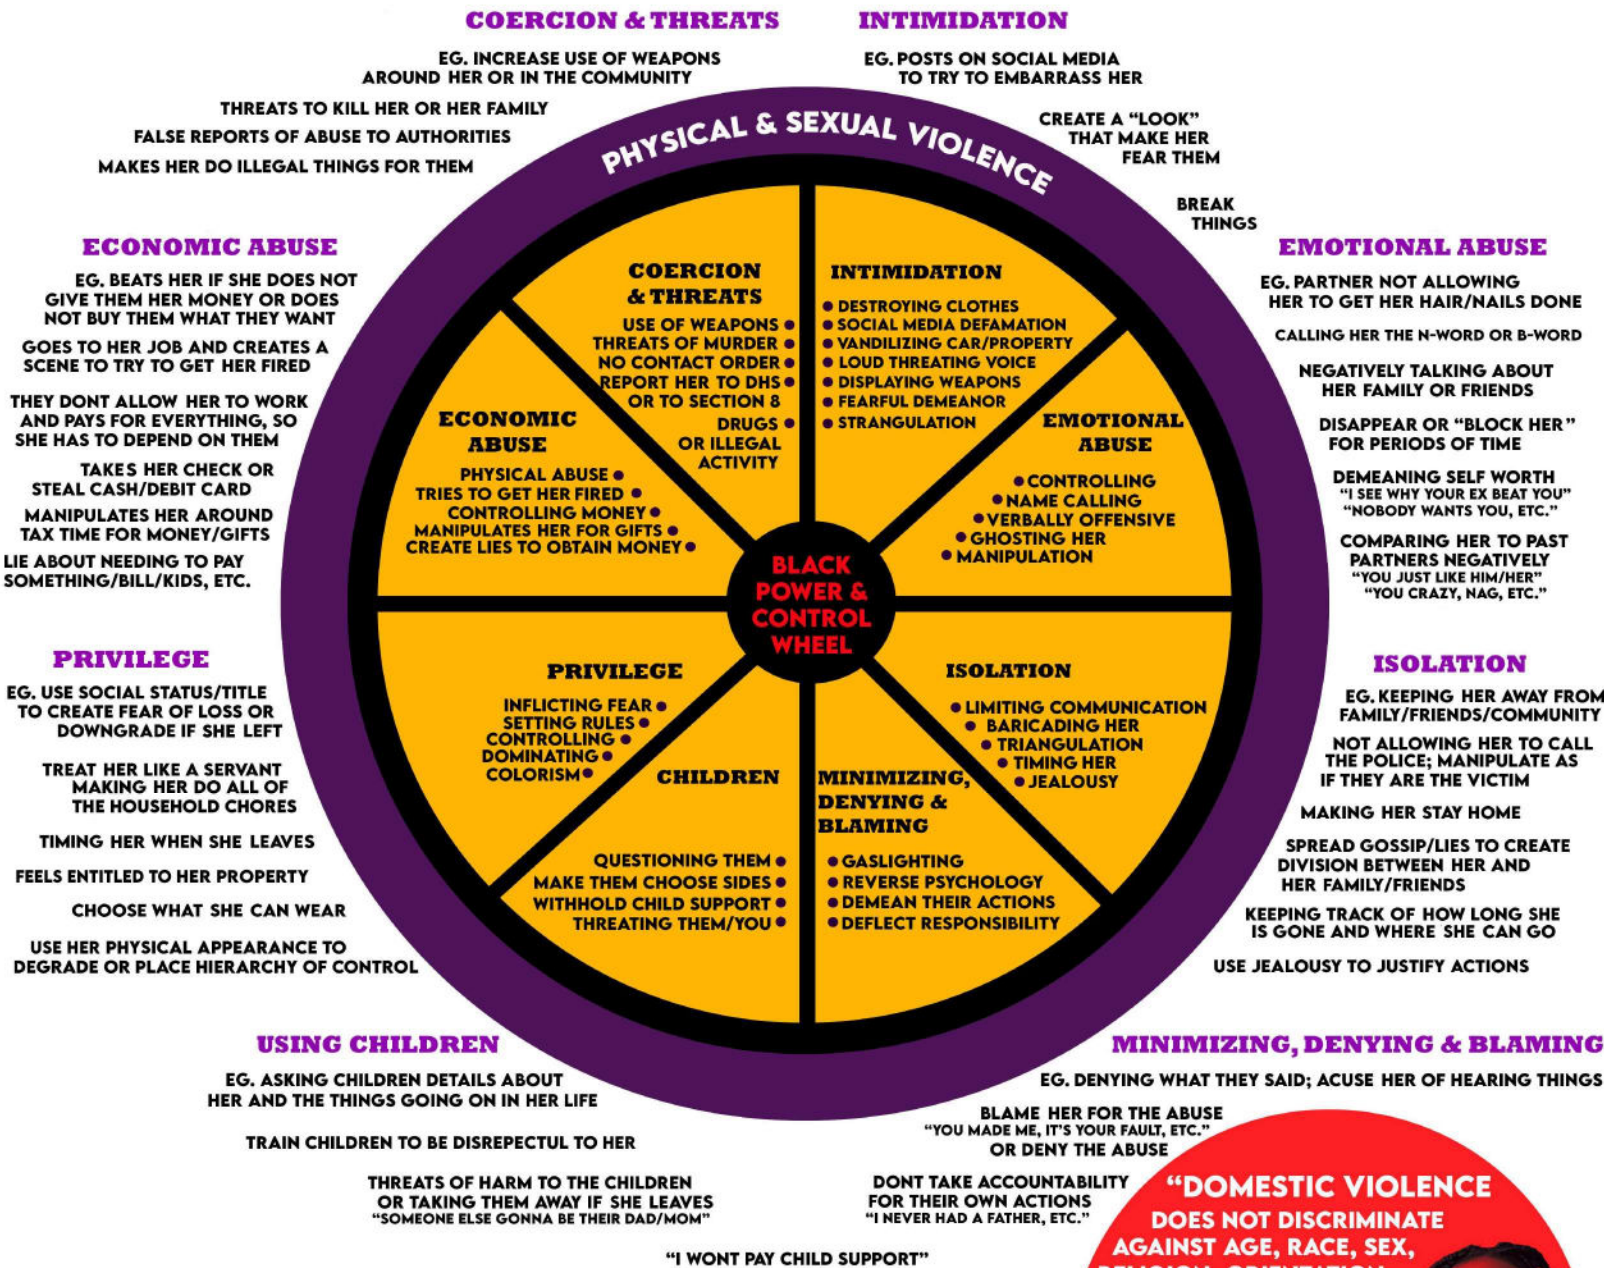 COERCION & THREATS
EG. INCREASE USE OF WEAPONS
AROUND HER OR IN THE COMMUNITY
THREATS TO KILL HER OR HER FAMILY
FALSE REPORTS OF ABUSE TO AUTHORITIES
MAKES HER DO ILLEGAL THINGS FOR THEM
INTIMIDATION
EG. POSTS ON SOCIAL MEDIA
TO TRY TO EMBARRASS HER
CREATE A “LOOK”
THAT MAKE HER
FEAR THEM
BREAK
THINGS
ECONOMIC ABUSE
EG. BEATS HER IF SHE DOES NOT
GIVE THEM HER MONEY OR DOES
NOT BUY THEM WHAT THEY WANT
GOES TO HER JOB AND CREATES A
SCENE TO TRY TO GET HER FIRED
THEY DONT ALLOW HER TO WORK
AND PAYS FOR EVERYTHING, SO
SHE HAS TO DEPEND ON THEM
TAKES HER CHECK OR
STEAL CASH/DEBIT CARD
MANIPULATES HER AROUND
TAX TIME FOR MONEY/GIFTS
LIE ABOUT NEEDING TO PAY
SOMETHING/BILL/KIDS, ETC.
PHYSICAL & SEXUAL VIOLENCE
COERCION
& THREATS
USE OF WEAPONS •
THREATS OF MURDER •
NO CONTACT ORDER •
REPORT HER TO DHS •
OR TO SECTION 8
DRUGS •
OR ILLEGAL
ACTIVITY
INTIMIDATION
• DESTROYING CLOTHES
• SOCIAL MEDIA DEFAMATION
• VANDILIZING CAR/PROPERTY
• LOUD THREATING VOICE
• DISPLAYING WEAPONS
• FEARFUL DEMEANOR
• STRANGULATION
ECONOMIC
ABUSE
PHYSICAL ABUSE •
TRIES TO GET HER FIRED •
CONTROLLING MONEY •
MANIPULATES HER FOR GIFTS •
CREATE LIES TO OBTAIN MONEY •
EMOTIONAL
ABUSE
• CONTROLLING
• NAME CALLING
• VERBALLY OFFENSIVE
• GHOSTING HER
• MANIPULATION
BLACK
POWER &
CONTROL
WHEEL
PRIVILEGE
INFLICTING FEAR •
SETTING RULES •
CONTROLLING •
DOMINATING •
COLORISM •
ISOLATION
• LIMITING COMMUNICATION
• BARICADING HER
• TRIANGULATION
• TIMING HER
• JEALOUSY
CHILDREN
QUESTIONING THEM •
MAKE THEM CHOOSE SIDES •
WITHHOLD CHILD SUPPORT •
THREATING THEM/YOU •
MINIMIZING,
DENYING &
BLAMING
• GASLIGHTING
• REVERSE PSYCHOLOGY
• DEMEAN THEIR ACTIONS
• DEFLECT RESPONSIBILITY
EMOTIONAL ABUSE
EG. PARTNER NOT ALLOWING
HER TO GET HER HAIR/NAILS DONE
CALLING HER THE N-WORD OR B-WORD
NEGATIVELY TALKING ABOUT
HER FAMILY OR FRIENDS
DISAPPEAR OR “BLOCK HER”
FOR PERIODS OF TIME
DEMEANING SELF WORTH
“I SEE WHY YOUR EX BEAT YOU”
“NOBODY WANTS YOU, ETC.”
COMPARING HER TO PAST
PARTNERS NEGATIVELY
“YOU JUST LIKE HIM/HER”
“YOU CRAZY, NAG, ETC.”
PRIVILEGE
EG. USE SOCIAL STATUS/TITLE
TO CREATE FEAR OF LOSS OR
DOWNGRADE IF SHE LEFT
TREAT HER LIKE A SERVANT
MAKING HER DO ALL OF
THE HOUSEHOLD CHORES
TIMING HER WHEN SHE LEAVES
FEELS ENTITLED TO HER PROPERTY
CHOOSE WHAT SHE CAN WEAR
USE HER PHYSICAL APPEARANCE TO
DEGRADE OR PLACE HIERARCHY OF CONTROL
ISOLATION
EG. KEEPING HER AWAY FROM
FAMILY/FRIENDS/COMMUNITY
NOT ALLOWING HER TO CALL
THE POLICE; MANIPULATE AS
IF THEY ARE THE VICTIM
MAKING HER STAY HOME
SPREAD GOSSIP/LIES TO CREATE
DIVISION BETWEEN HER AND
HER FAMILY/FRIENDS
KEEPING TRACK OF HOW LONG SHE
IS GONE AND WHERE SHE CAN GO
USE JEALOUSY TO JUSTIFY ACTIONS
USING CHILDREN
EG. ASKING CHILDREN DETAILS ABOUT
HER AND THE THINGS GOING ON IN HER LIFE
TRAIN CHILDREN TO BE DISREPECTUL TO HER
THREATS OF HARM TO THE CHILDREN
OR TAKING THEM AWAY IF SHE LEAVES
“SOMEONE ELSE GONNA BE THEIR DAD/MOM”
“I WONT PAY CHILD SUPPORT”
MINIMIZING, DENYING & BLAMING
EG. DENYING WHAT THEY SAID; ACUSE HER OF HEARING THINGS
BLAME HER FOR THE ABUSE
“YOU MADE ME, IT’S YOUR FAULT, ETC.”
OR DENY THE ABUSE
DONT TAKE ACCOUNTABILITY
FOR THEIR OWN ACTIONS
“I NEVER HAD A FATHER, ETC.”
“DOMESTIC VIOLENCE
DOES NOT DISCRIMINATE
AGAINST AGE, RACE, SEX,